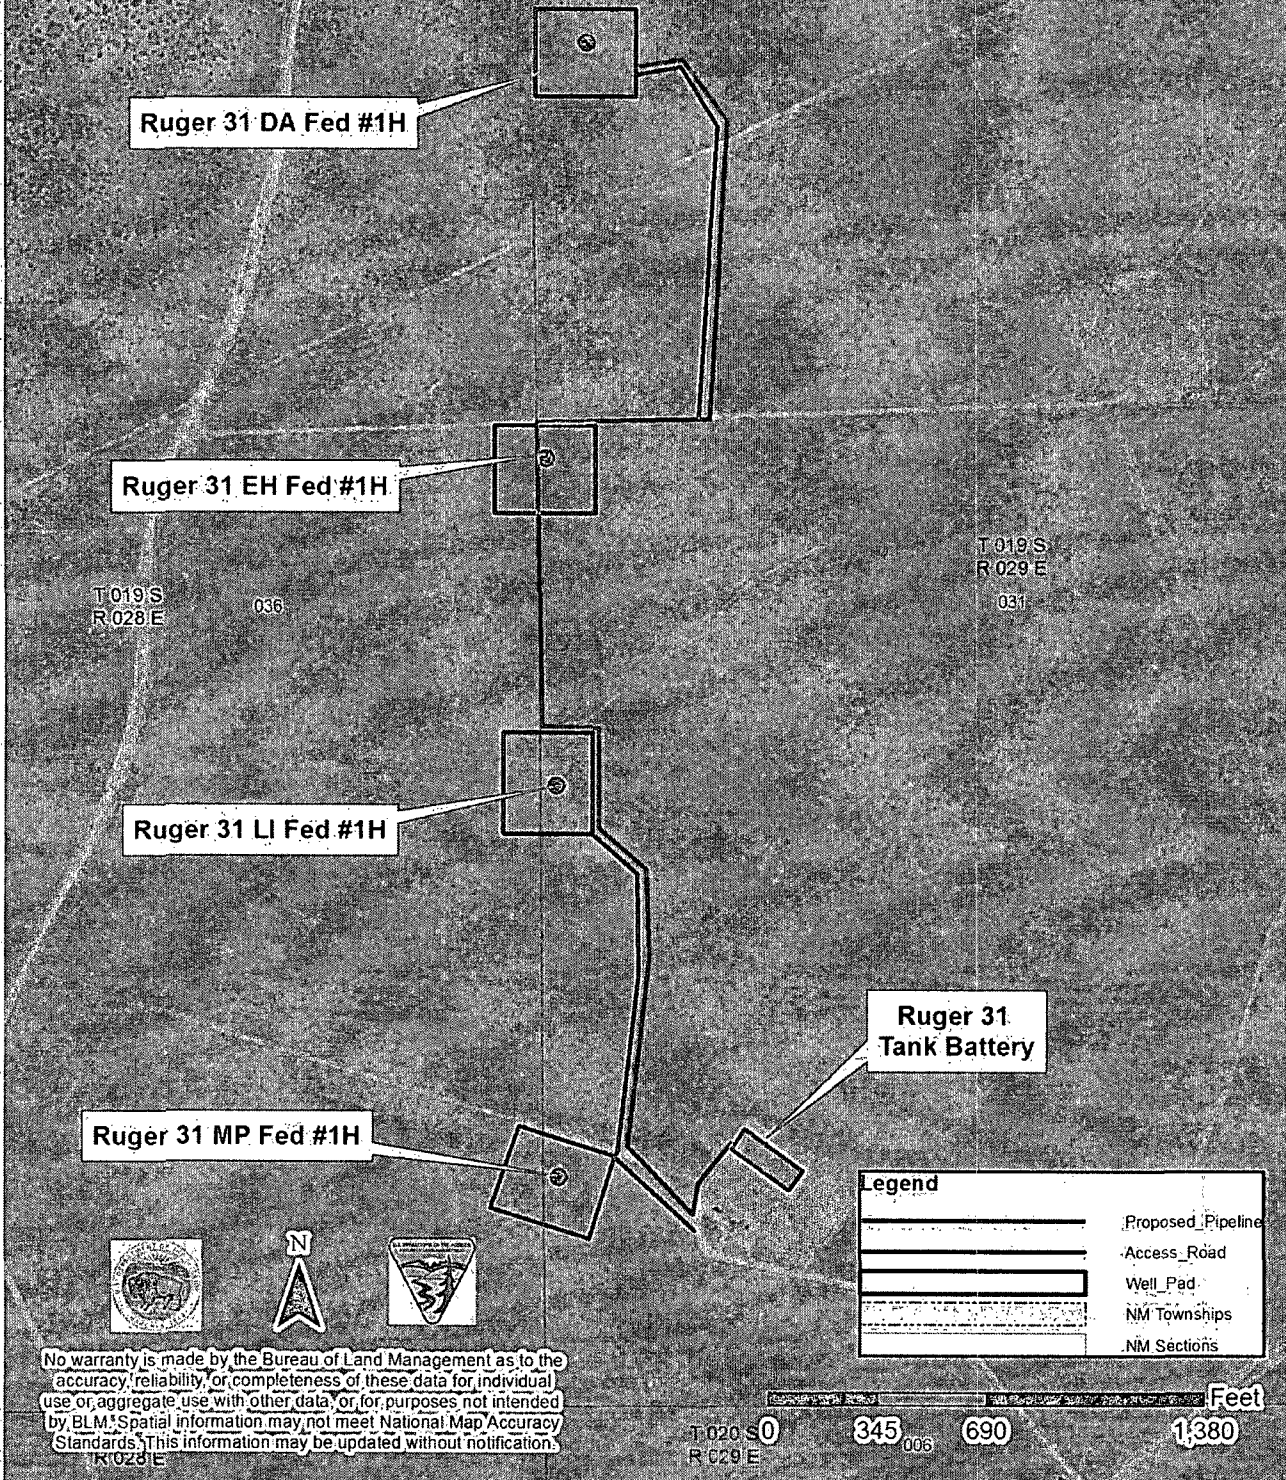 Ruger 31 DA Fed #1H
Ruger 31 EH Fed #1H
T 019 S
R 029 E
031
T 019 S
R 028 E
036
Ruger 31 LI Fed #1H
Ruger 31
Tank Battery
Ruger 31 MP Fed #1H
Legend
Proposed_Pipeline
Access_Road
Well_Pad
NM Townships
NM Sections
N
No warranty is made by the Bureau of Land Management as to the
accuracy, reliability, or completeness of these data for individual
use or aggregate use with other data, or for purposes not intended
by BLM. Spatial information may not meet National Map Accuracy
Standards. This information may be updated without notification.
R 028 E
T 020 S
R 029 E
006
Feet
0 345 690 1,380